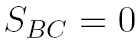 $S_{BC} = 0$